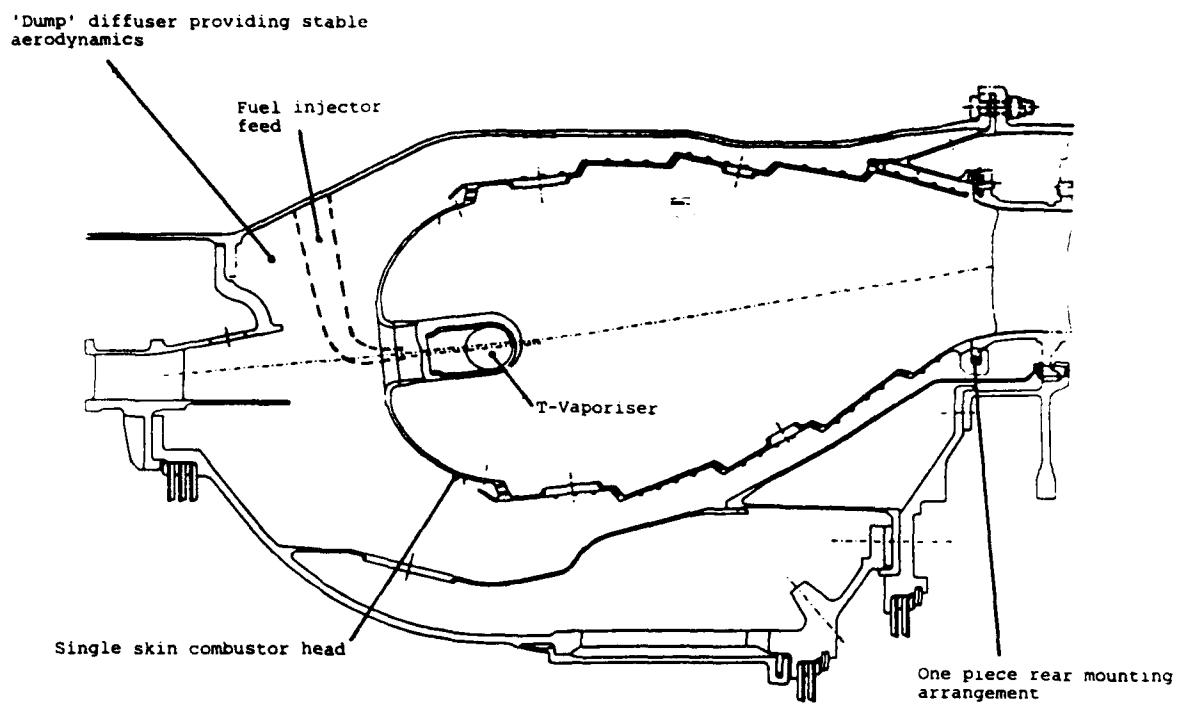 'Dump' diffuser providing stable
aerodynamics
Fuel injector
feed
T-Vaporiser
Single skin combustor head
One piece rear mounting
arrangement